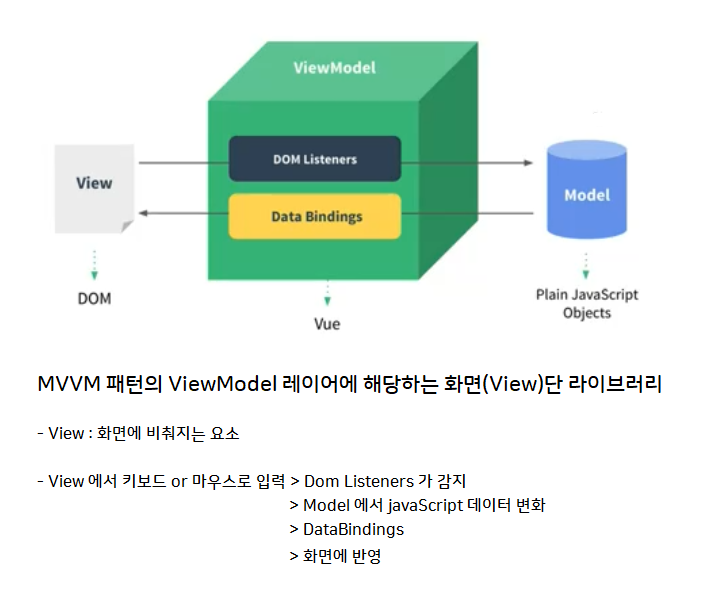 ViewModel
DOM Listeners
View
Model
Data Bindings
DOM
Plain JavaScript
Objects
Vue
MVVM 패턴의 ViewModel 레이어에 해당하는 화면(View)단 라이브러리
- View : 화면에 비춰지는 요소
- View 에서 키보드 or 마우스로 입력 > Dom Listeners 가 감지
> Model 에서 javaScript 데이터 변화
> DataBindings
> 화면에 반영